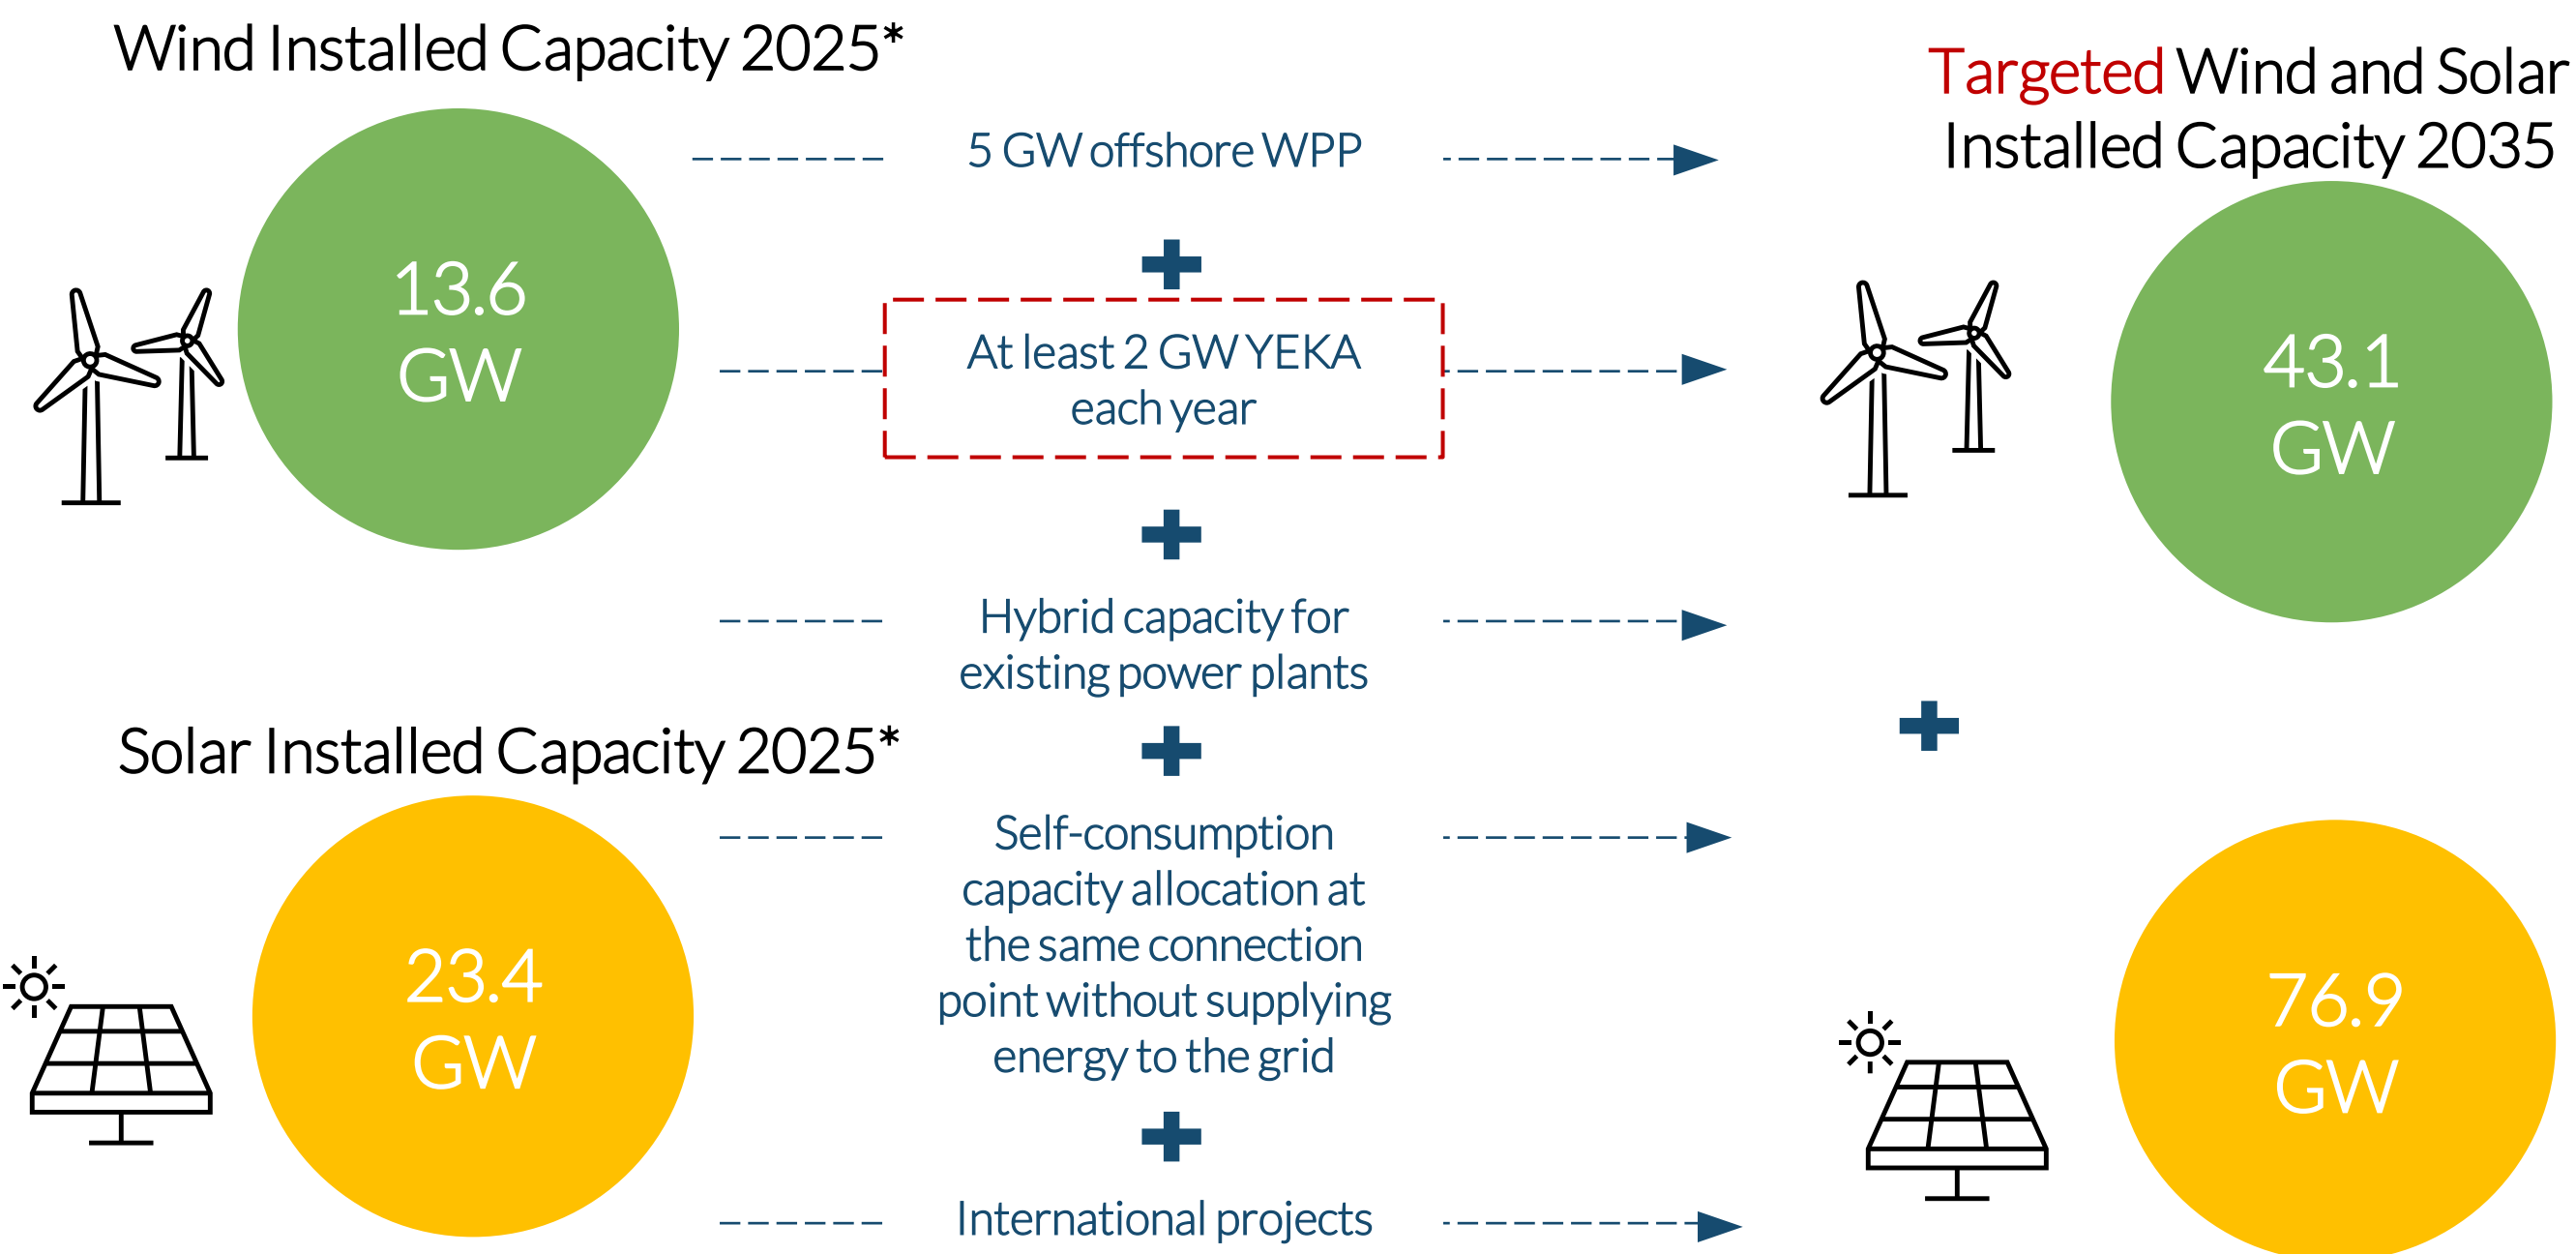 Wind Installed Capacity 2025*
13.6
GW
Solar Installed Capacity 2025*
23.4
GW
5 GW offshore WPP
At least 2 GW YEKA
each year
Hybrid capacity for
existing power plants
Self-consumption
capacity allocation at
the same connection
point without supplying
energy to the grid
International projects
Targeted Wind and Solar
Installed Capacity 2035
43.1
GW
76.9
GW